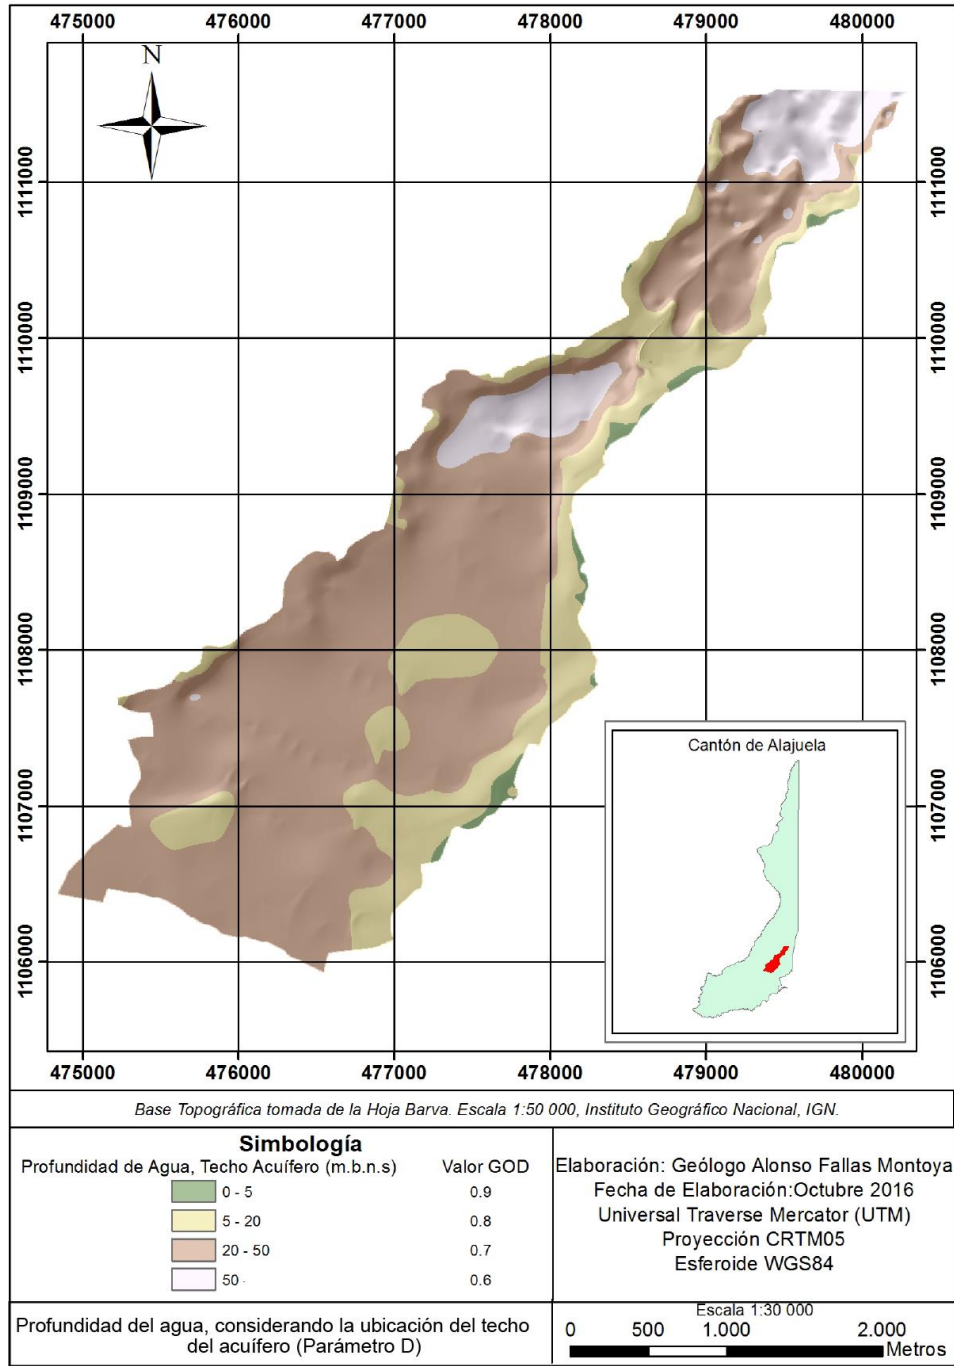 475000 476000 477000 478000 479000 480000
N
1111000 1111000
1110000 1110000
1109000 1109000
1108000 1108000
1107000 1107000
1106000 1106000
Cantón de Alajuela
475000 476000 477000 478000 479000 480000
Base Topográfica tomada de la Hoja Barva. Escala 1:50 000, Instituto Geográfico Nacional, IGN.
Simbología
Profundidad de Agua, Techo Acuífero (m.b.n.s) Valor GOD
0 - 5 0.9
5 - 20 0.8
20 - 50 0.7
50 - 0.6
Elaboración: Geólogo Alonso Fallas Montoya
Fecha de Elaboración:Octubre 2016
Universal Traverse Mercator (UTM)
Proyección CRTM05
Esferoide WGS84
Profundidad del agua, considerando la ubicación del techo
del acuífero (Parámetro D)
Escala 1:30 000
0 500 1.000 2.000
Metros